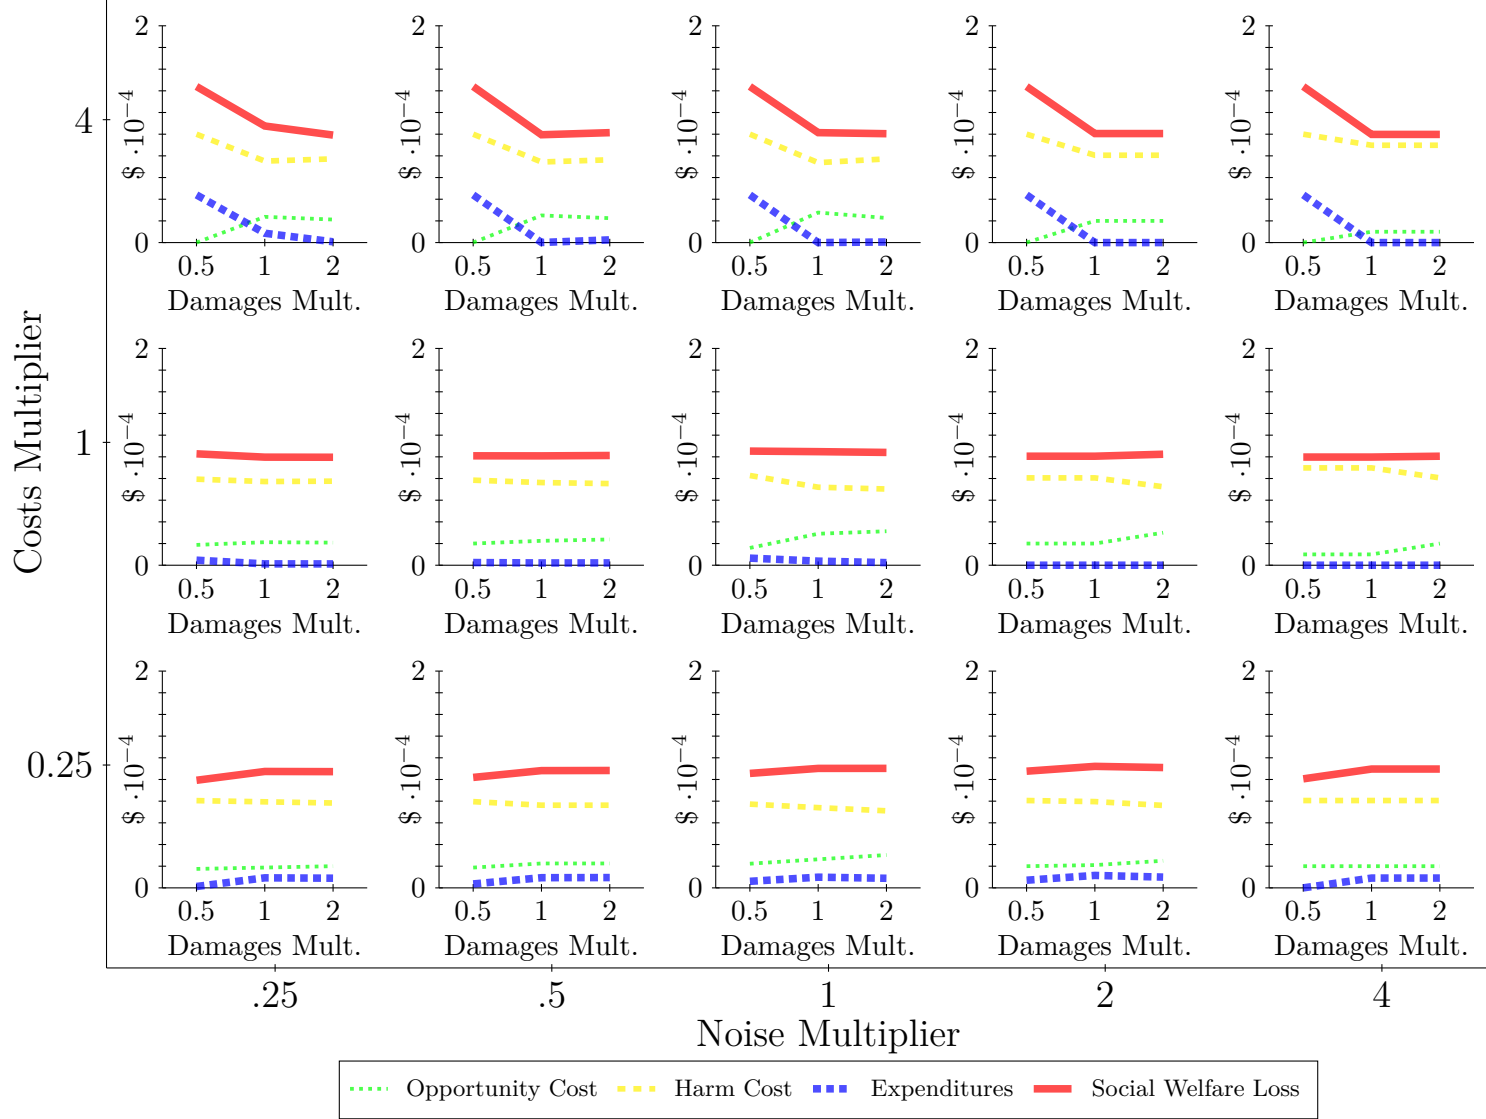 Costs Multiplier
4
2
0
$ ·10−4
0.5 1 2
Damages Mult.
2
0
$ ·10−4
0.5 1 2
Damages Mult.
2
0
$ ·10−4
0.5 1 2
Damages Mult.
2
0
$ ·10−4
0.5 1 2
Damages Mult.
2
0
$ ·10−4
0.5 1 2
Damages Mult.
1
2
0
$ ·10−4
0.5 1 2
Damages Mult.
2
0
$ ·10−4
0.5 1 2
Damages Mult.
2
0
$ ·10−4
0.5 1 2
Damages Mult.
2
0
$ ·10−4
0.5 1 2
Damages Mult.
2
0
$ ·10−4
0.5 1 2
Damages Mult.
0.25
2
0
$ ·10−4
0.5 1 2
Damages Mult.
2
0
$ ·10−4
0.5 1 2
Damages Mult.
2
0
$ ·10−4
0.5 1 2
Damages Mult.
2
0
$ ·10−4
0.5 1 2
Damages Mult.
2
0
$ ·10−4
0.5 1 2
Damages Mult.
.25 .5 1 2 4
Noise Multiplier
Opportunity Cost Harm Cost Expenditures Social Welfare Loss